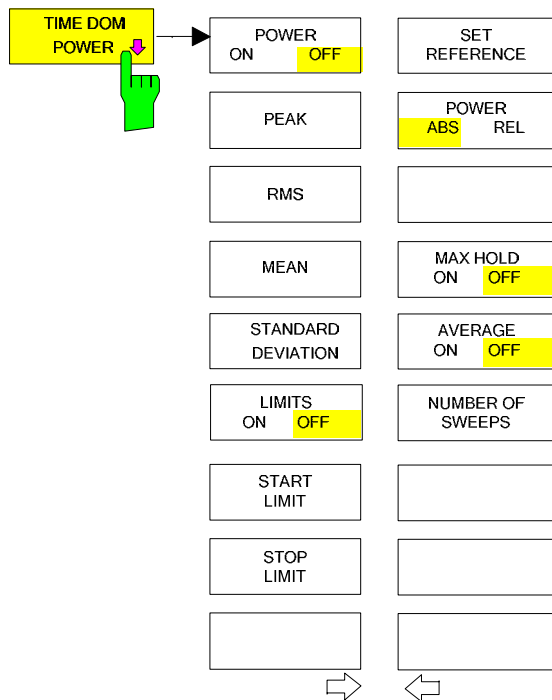 TIME DOM
POWER
POWER
ON OFF
PEAK
RMS
MEAN
STANDARD
DEVIATION
LIMITS
ON OFF
START
LIMIT
STOP
LIMIT
SET
REFERENCE
POWER
ABS REL
MAX HOLD
ON OFF
AVERAGE
ON OFF
NUMBER OF
SWEEPS